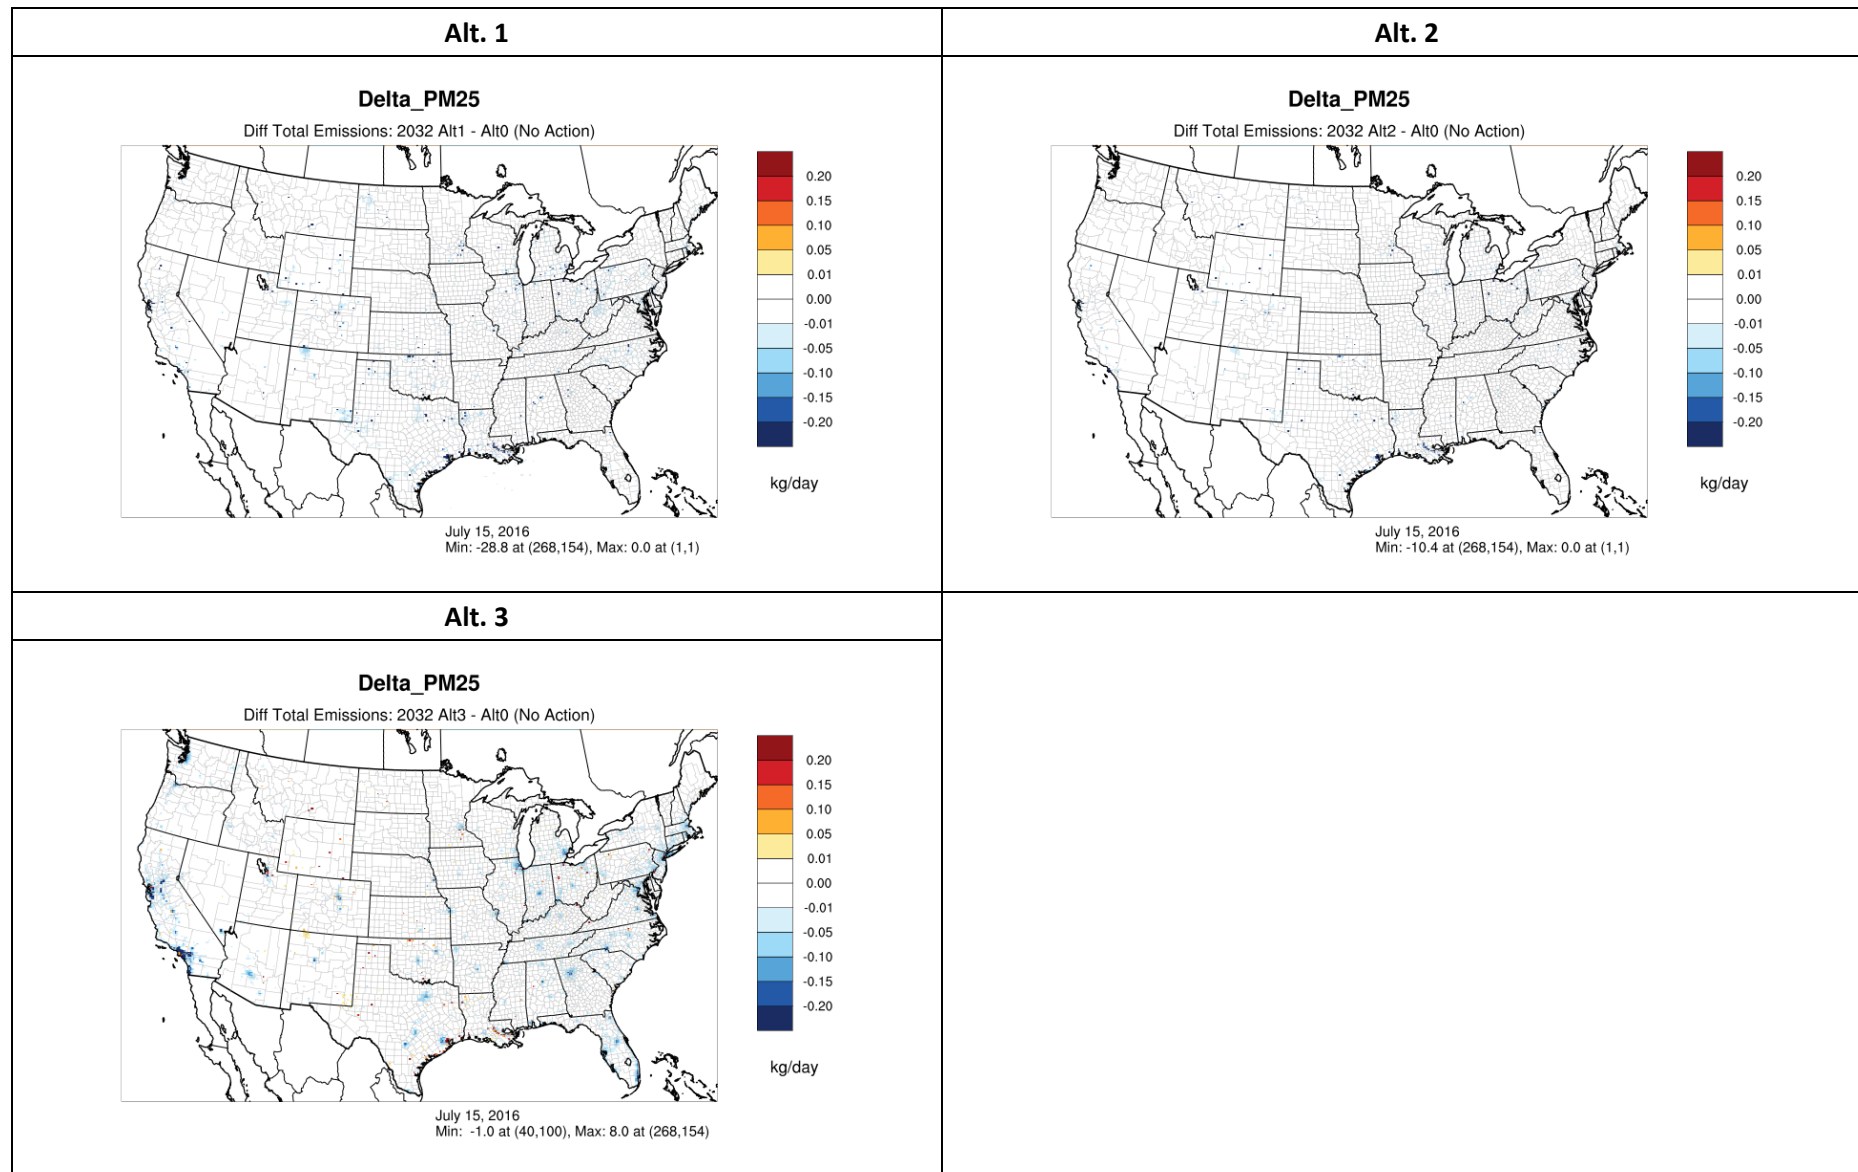 Alt. 1
Delta_PM25
Diff Total Emissions: 2032 Alt1 - Alt0 (No Action)
0.20
0.15
0.10
0.05
0.01
0.00
-0.01
-0.05
-0.10
-0.15
-0.20
kg/day
July 15, 2016
Min: -28.8 at (268,154), Max: 0.0 at (1,1)
Alt. 2
Delta_PM25
Diff Total Emissions: 2032 Alt2 - Alt0 (No Action)
0.20
0.15
0.10
0.05
0.01
0.00
-0.01
-0.05
-0.10
-0.15
-0.20
kg/day
July 15, 2016
Min: -10.4 at (268,154), Max: 0.0 at (1,1)
Alt. 3
Delta_PM25
Diff Total Emissions: 2032 Alt3 - Alt0 (No Action)
0.20
0.15
0.10
0.05
0.01
0.00
-0.01
-0.05
-0.10
-0.15
-0.20
kg/day
July 15, 2016
Min: -1.0 at (40,100), Max: 8.0 at (268,154)